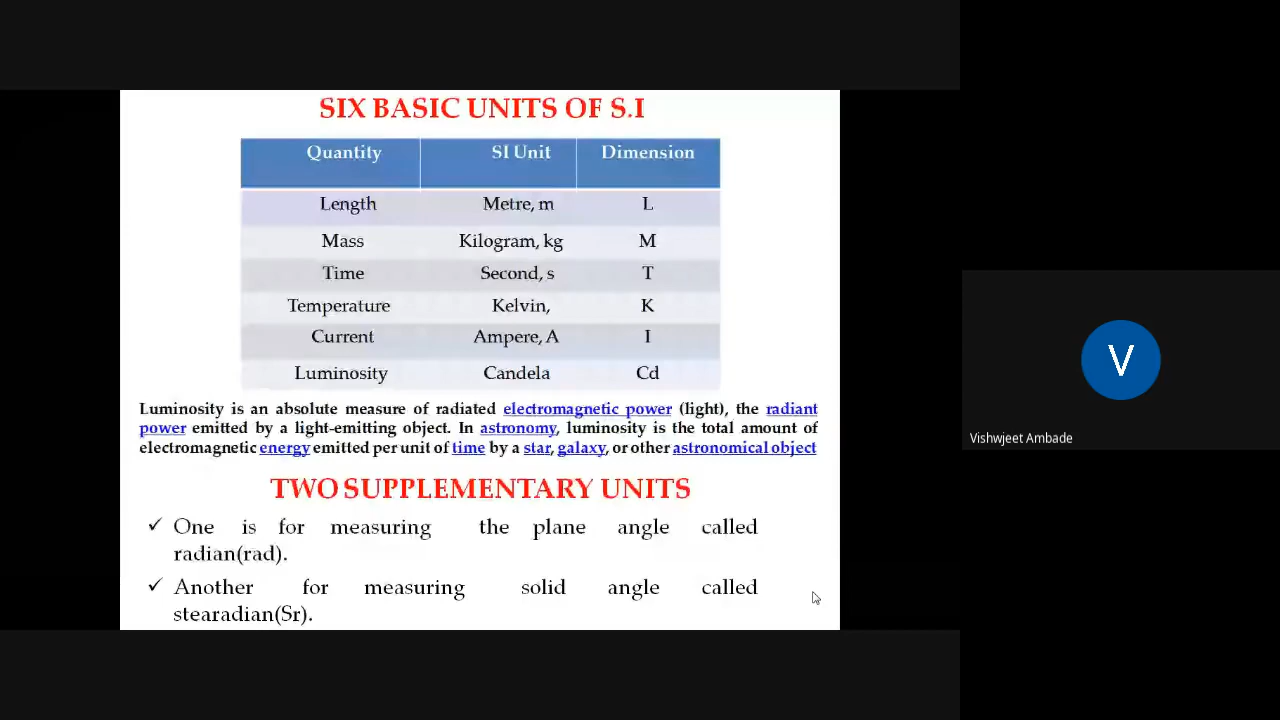 SIX BASIC UNITS OF S.I
Quantity SI Unit Dimension
Length Metre, m L
Mass Kilogram, kg M
Time Second, s T
Temperature Kelvin, K
Current Ampere, A I
Luminosity Candela Cd
Luminosity is an absolute measure of radiated electromagnetic power (light), the radiant
power emitted by a light-emitting object. In astronomy, luminosity is the total amount of
electromagnetic energy emitted per unit of time by a star, galaxy, or other astronomical object
TWO SUPPLEMENTARY UNITS
✓ One is for measuring the plane angle called
radian(rad).
✓ Another for measuring solid angle called
stearadian(Sr).
V
Vishwjeet Ambade